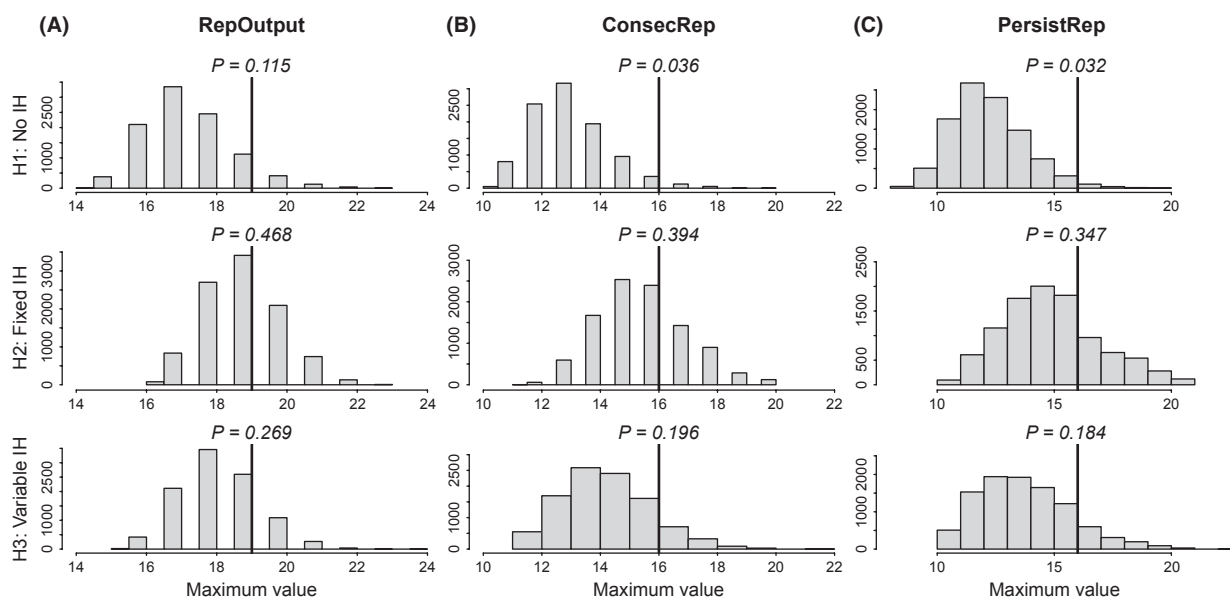 (A) RepOutput (B) ConsecRep (C) PersistRep
P = 0.115 P = 0.036 P = 0.032
H1: No IH
0 1000 2500
0 1000 2500
0 1000 2000
14 16 18 20 22 24
10 12 14 16 18 20 22
10 15 20
P = 0.468 P = 0.394 P = 0.347
H2: Fixed IH
0 1000 2000 3000
0 1000 2000 3000
0 500 1500 2500
14 16 18 20 22 24
10 12 14 16 18 20 22
10 15 20
P = 0.269 P = 0.196 P = 0.184
H3: Variable IH
0 1000 2500
0 1000 2500
0 1000 2000
14 16 18 20 22 24
10 12 14 16 18 20 22
10 15 20
Maximum value Maximum value Maximum value